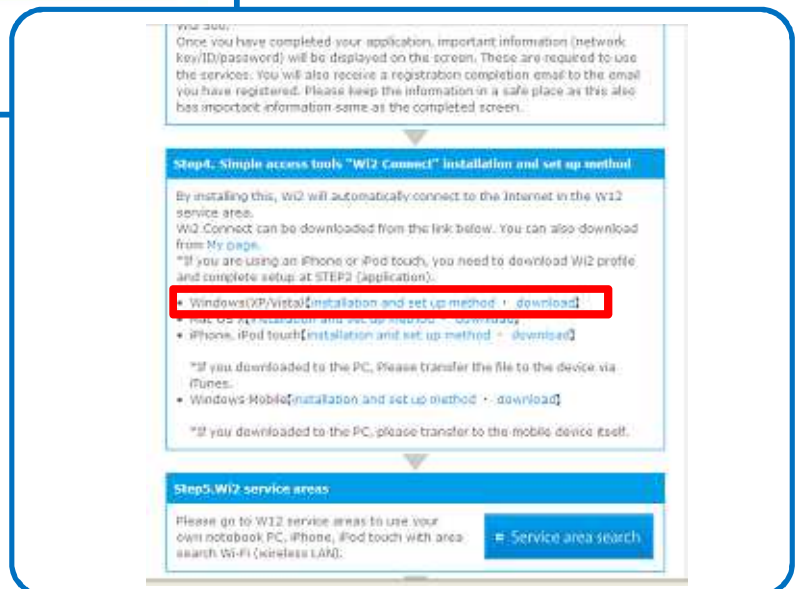 Once you have completed your application, important information (network
key/ID/password) will be displayed on the screen. These are required to use
the services. You will also receive a registration completion email to the email
you have registered. Please keep the information in a safe place as this also
has important information same as the completed screen.
Step4. Simple access tools "Wi2 Connect" installation and set up method
By installing this, Wi2 will automatically connect to the Internet in the W12
service area.
Wi2 Connect can be downloaded from the link below. You can also download
from My page.
*If you are using an iPhone or iPod touch, you need to download Wi2 profile
and complete setup at STEP2 (application).
• Windows(XP/Vista)【installation and set up method ・ download】
• Mac OS X【installation and set up method ・ download】
• iPhone, iPod touch【installation and set up method ・ download】
*If you downloaded to the PC, Please transfer the file to the device via
iTunes.
• Windows Mobile【installation and set up method ・ download】
*If you downloaded to the PC, please transfer to the mobile device itself.
Step5.Wi2 service areas
Please go to W12 service areas to use your
own notebook PC, iPhone, iPod touch with area
search Wi-Fi (wireless LAN).
Service area search